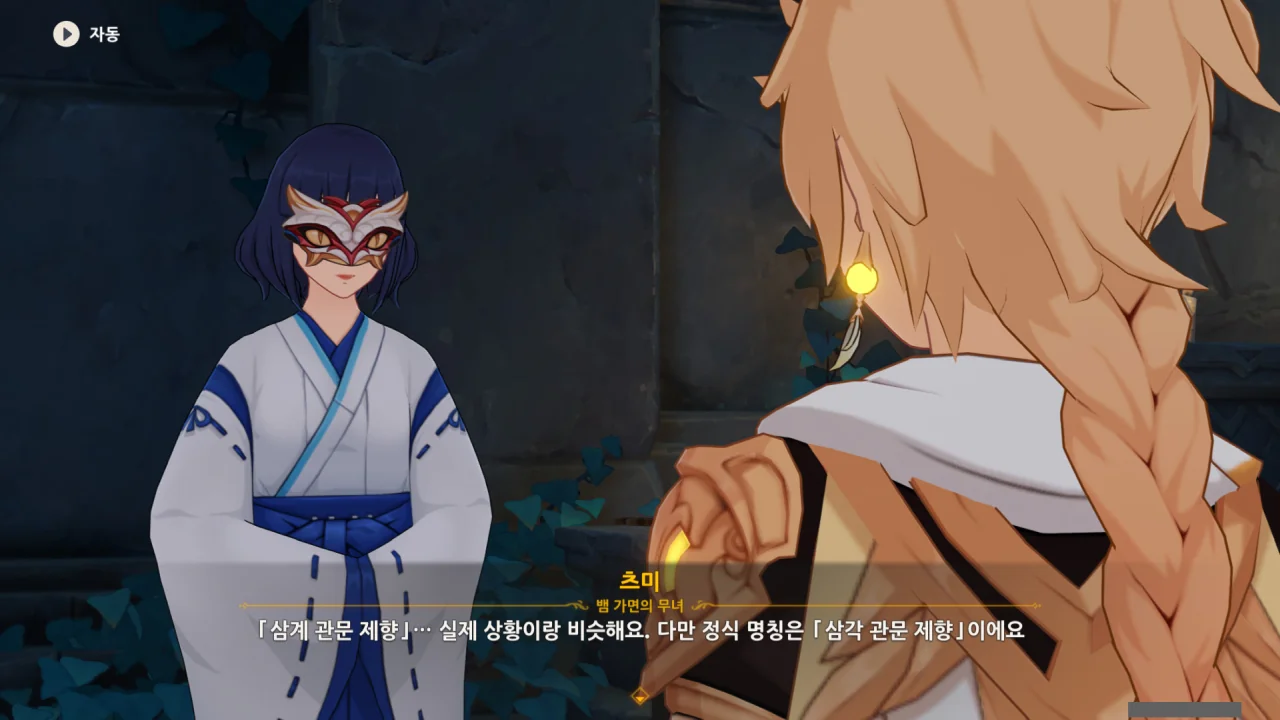 자동
츠미
뱀 가면의 무녀
「삼계 관문 제향」… 실제 상황이랑 비슷해요. 다만 정식 명칭은 「삼각 관문 제향」이에요